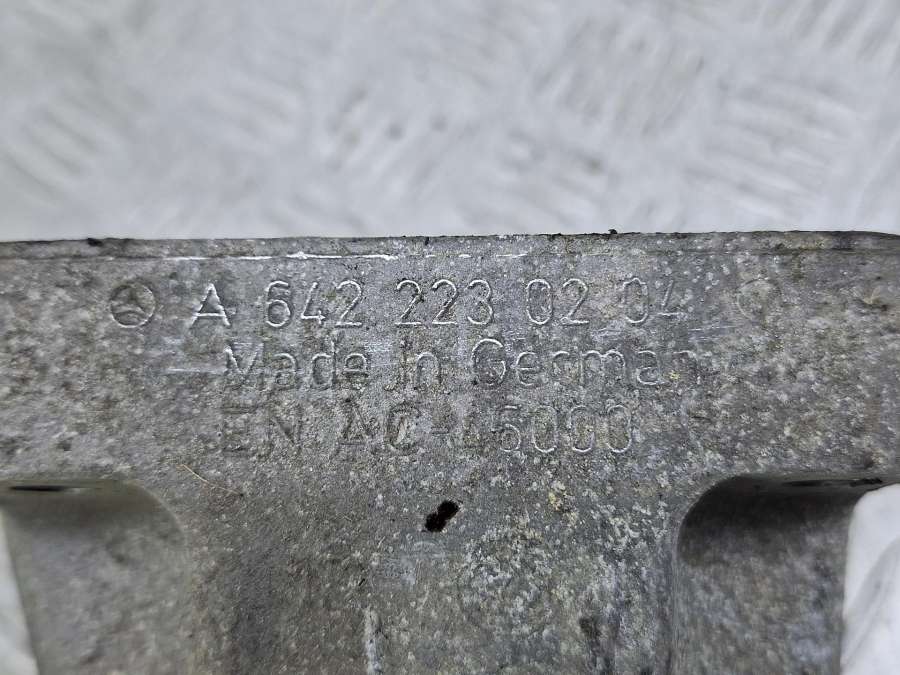 A 642 223 02 04
Made In Germany
EN AC-46000